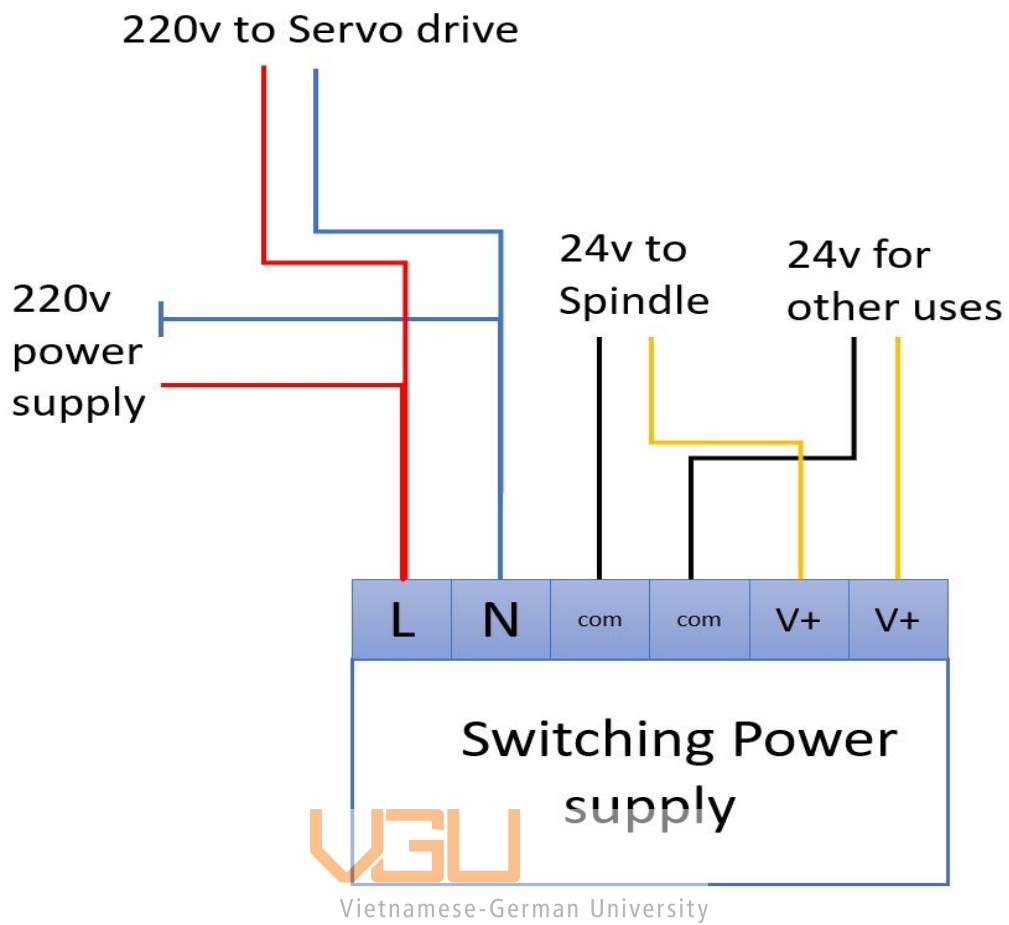 220v to Servo drive
24v to
Spindle
24v for
other uses
220v
power
supply
L
N
com
com
V+
V+
Switching Power
supply
VGU
Vietnamese-German University